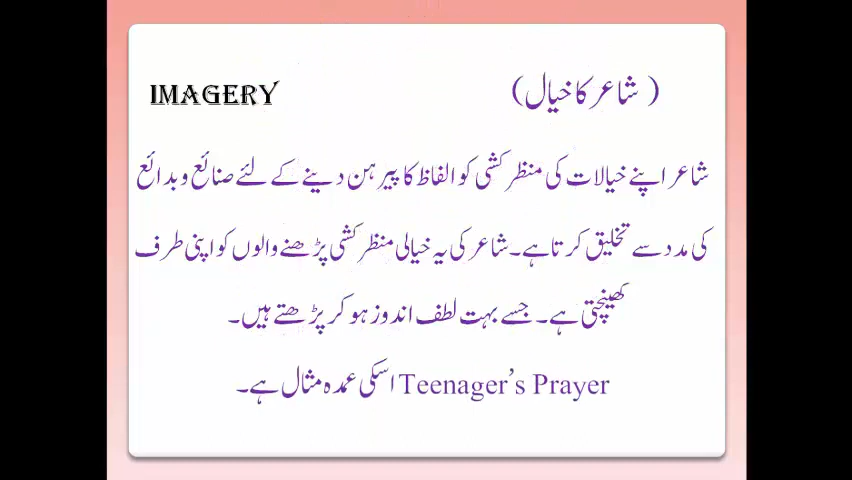 IMAGERY (شاعر کا خیال)
شاعر اپنے خیالات کی منظر کشی کو الفاظ کا پیرہن دینے کے لئے صنائع و بدائع
کی مدد سے تخلیق کرتا ہے۔ شاعر کی یہ خیالی منظر کشی پڑھنے والوں کو اپنی طرف
کھینچتی ہے۔ جسے بہت لطف اندوز ہو کر پڑھتے ہیں۔
Teenager's Prayer اسکی عمدہ مثال ہے۔